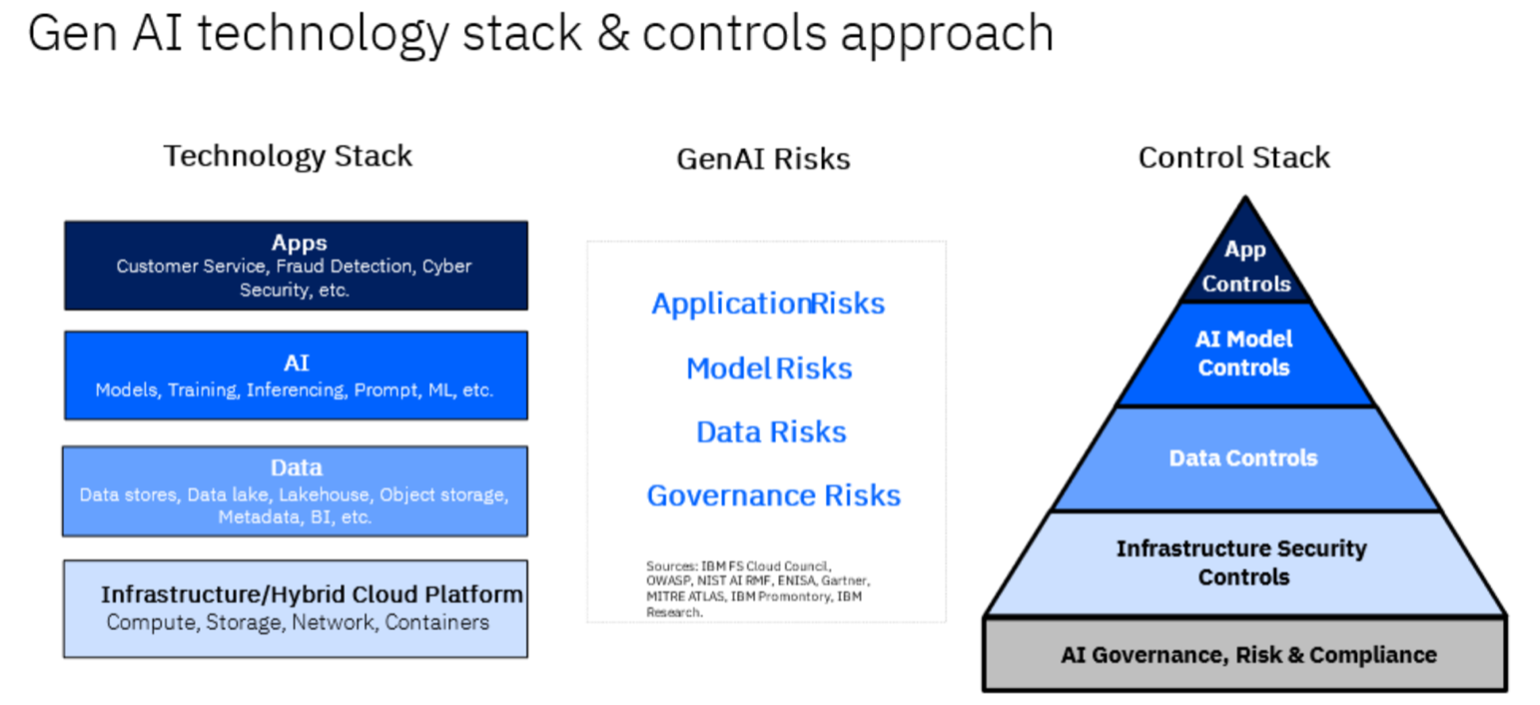 Gen AI technology stack & controls approach
Technology Stack
Apps
Customer Service, Fraud Detection, Cyber
Security, etc.
AI
Models, Training, Inferencing, Prompt, ML, etc.
Data
Data stores, Data lake, Lakehouse, Object storage,
Metadata, BI, etc.
Infrastructure/Hybrid Cloud Platform
Compute, Storage, Network, Containers
GenAI Risks
ApplicationRisks
Model Risks
Data Risks
Governance Risks
Sources: IBM FS Cloud Council,
OWASP, NIST AI RMF, ENISA, Gartner,
MITRE ATLAS, IBM Promontory, IBM
Research.
Control Stack
App
Controls
AI Model
Controls
Data Controls
Infrastructure Security
Controls
AI Governance, Risk & Compliance